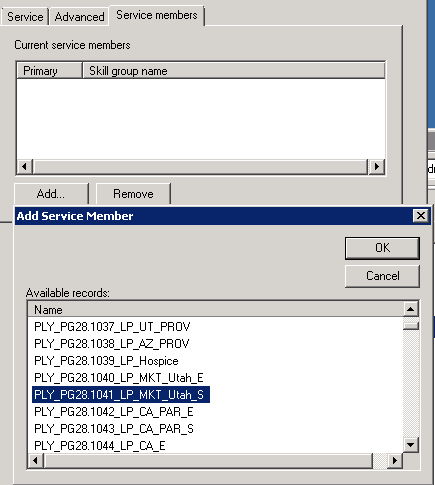 Service Advanced Service members
Current service members
Primary Skill group name
Add... Remove
Add Service Member
OK
Cancel
Available records:
Name
PLY_PG28.1037_LP_UT_PROV
PLY_PG28.1038_LP_AZ_PROV
PLY_PG28.1039_LP_Hospice
PLY_PG28.1040_LP_MKT_Utah_E
PLY_PG28.1041_LP_MKT_Utah_S
PLY_PG28.1042_LP_CA_PAR_E
PLY_PG28.1043_LP_CA_PAR_S
PLY_PG28.1044_LP_CA_E